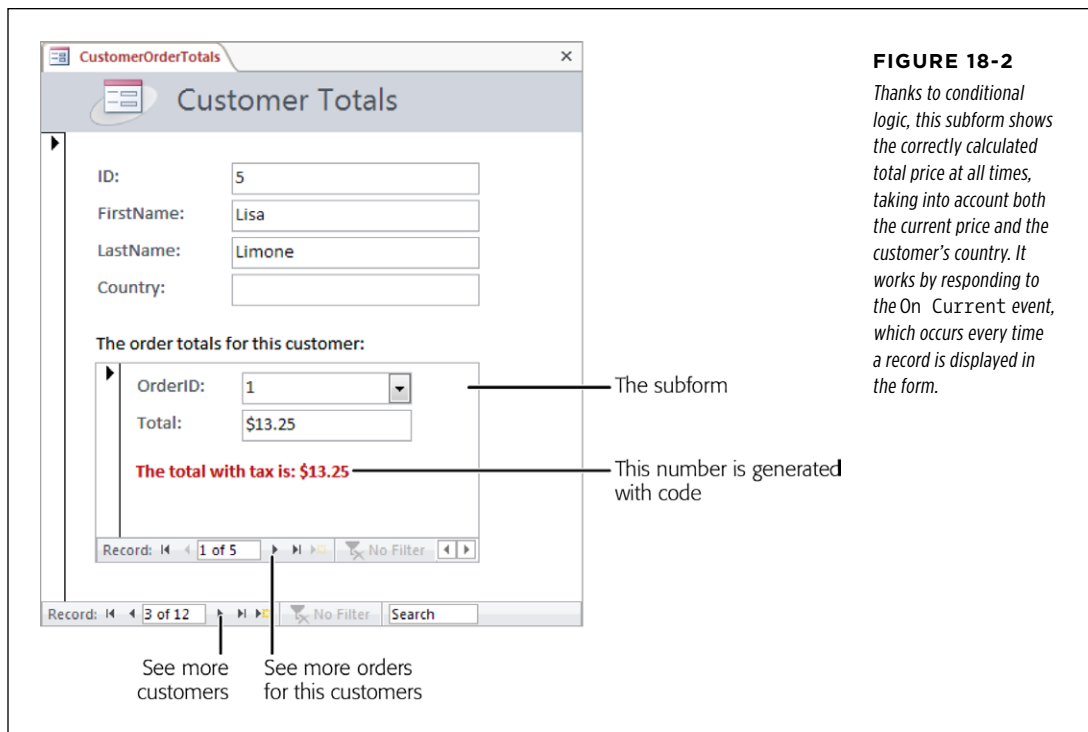 CustomerOrderTotals
Customer Totals
ID: 5
FirstName: Lisa
LastName: Limone
Country:
The order totals for this customer:
OrderID: 1
Total: $13.25
The total with tax is: $13.25
Record: 1 of 5 No Filter
Record: 3 of 12 No Filter Search
The subform
This number is generated
with code
See more
customers
See more orders
for this customers
FIGURE 18-2
Thanks to conditional
logic, this subform shows
the correctly calculated
total price at all times,
taking into account both
the current price and the
customer's country. It
works by responding to
the On Current event,
which occurs every time
a record is displayed in
the form.